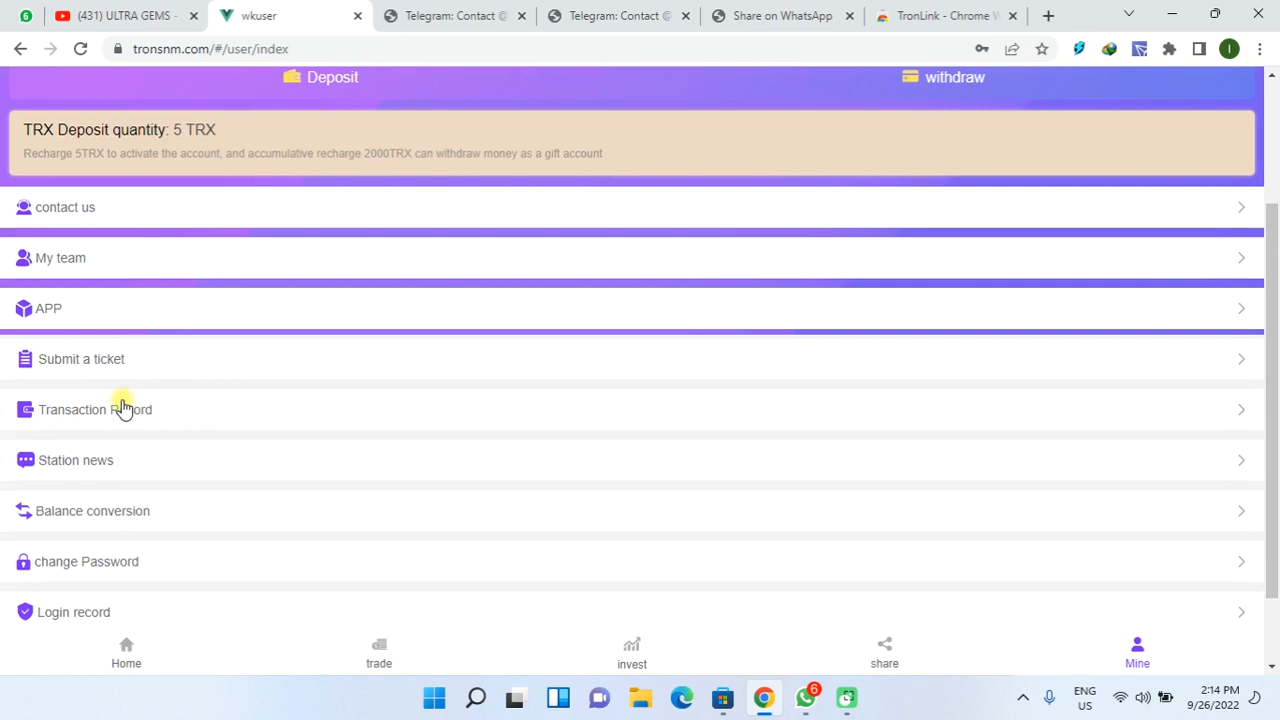 6
(431) ULTRA GEMS -
wkuser
Telegram: Contact @
Telegram: Contact @
Share on WhatsApp
TronLink - Chrome W
tronsnm.com/#/user/index
I
Deposit
withdraw
TRX Deposit quantity: 5 TRX
Recharge 5TRX to activate the account, and accumulative recharge 2000TRX can withdraw money as a gift account
contact us
My team
APP
Submit a ticket
Transaction Record
Station news
Balance conversion
change Password
Login record
Home
trade
invest
share
Mine
6
ENG
US
2:14 PM
9/26/2022